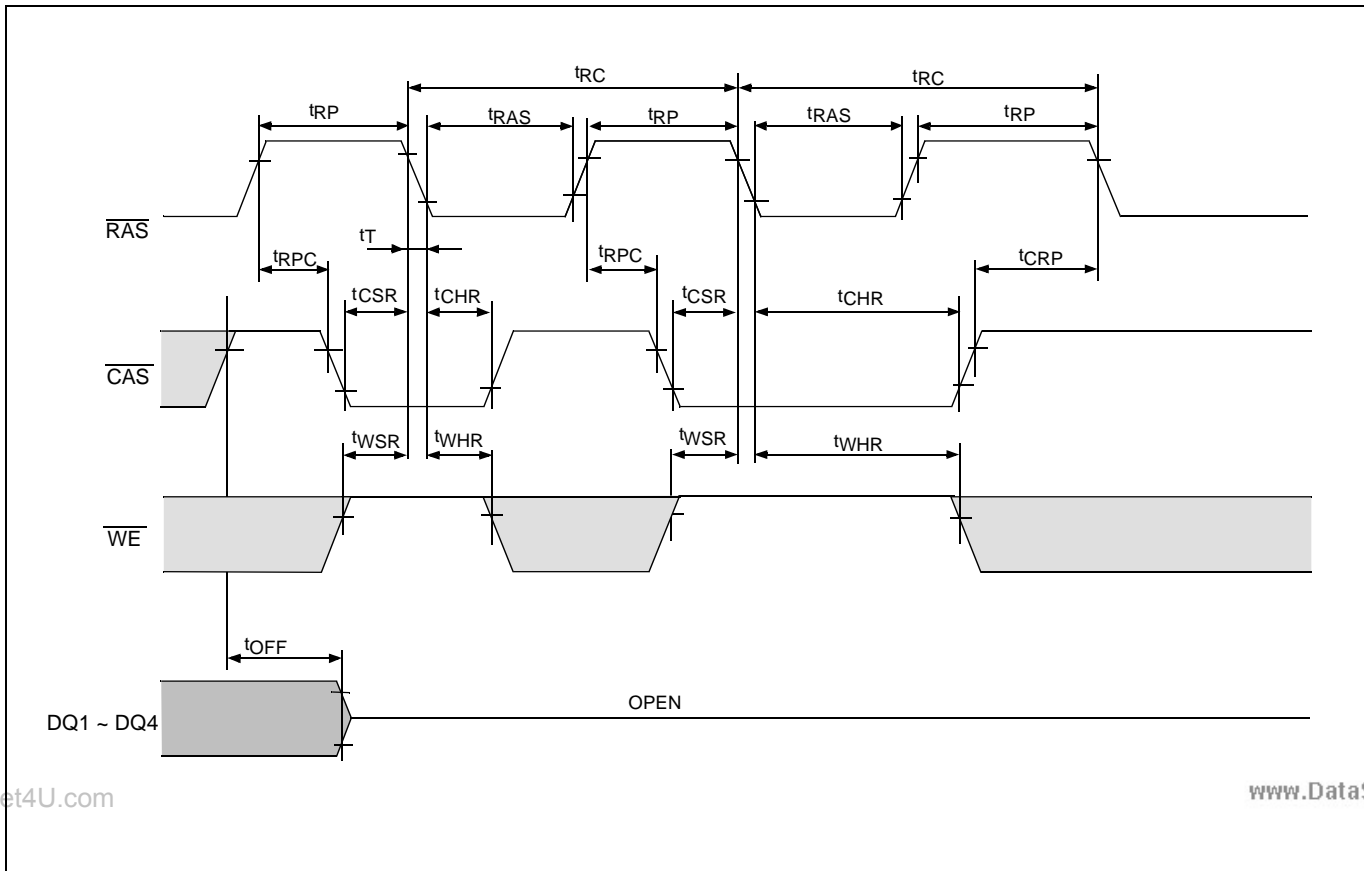 tRC tRC
tRP tRAS tRP tRAS tRP
RAS
tT
tRPC tRPC tCRP
tCSR tCHR tCSR tCHR
CAS
tWSR tWHR tWSR tWHR
WE
tOFF
OPEN
DQ1 ~ DQ4
et4U.com www.DataS